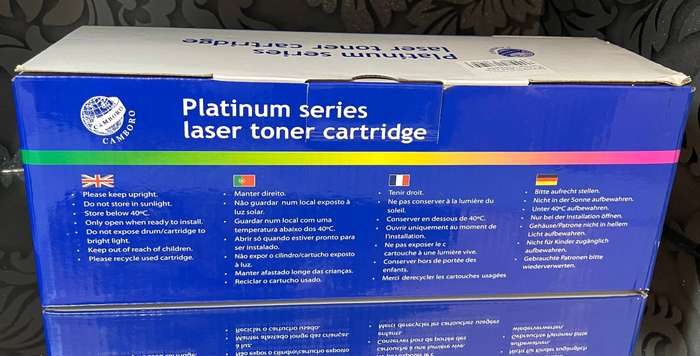 Platinum series
laser toner cartridge
CAMBORO
CAMBORO
Platinum series
laser toner cartridge
• Please keep upright.
• Do not store in sunlight.
• Store below 40ºC.
• Only open when ready to install.
• Do not expose drum/cartridge to
bright light.
• Keep out of reach of children.
• Please recycle used cartridge.
• Manter direito.
• Não guardar num local exposto à
luz solar.
• Guardar num local com uma
temperatura abaixo dos 40ºC.
• Abrir só quando estiver pronto para
ser instalado.
• Não expor o cilindro/cartucho exposto
à luz.
• Manter afastado longe das crianças.
• Reciclar o cartucho usado.
• Tenir droit.
• Ne pas conserver à la lumière du
soleil.
• Conserver en dessous de 40ºC.
• Ouvrir uniquement au moment de
l'installation.
• Ne pas exposer le c
cartouche à une lumière vive.
• Conserver hors de portée des
enfants.
• Merci derecycler les cartouches usagées
• Bitte aufrecht stellen.
• Nicht in der Sonne aufbewahren.
• Unter 40ºC aufbewahren.
• Nur bei der Installation öffnen.
• Gehäuse/Patrone nicht in hellem
Licht aufbewahren.
• Nicht für Kinder zugänglich
aufbewahren.
• Gebrauchte Patronen bitte
wiederverwerten.